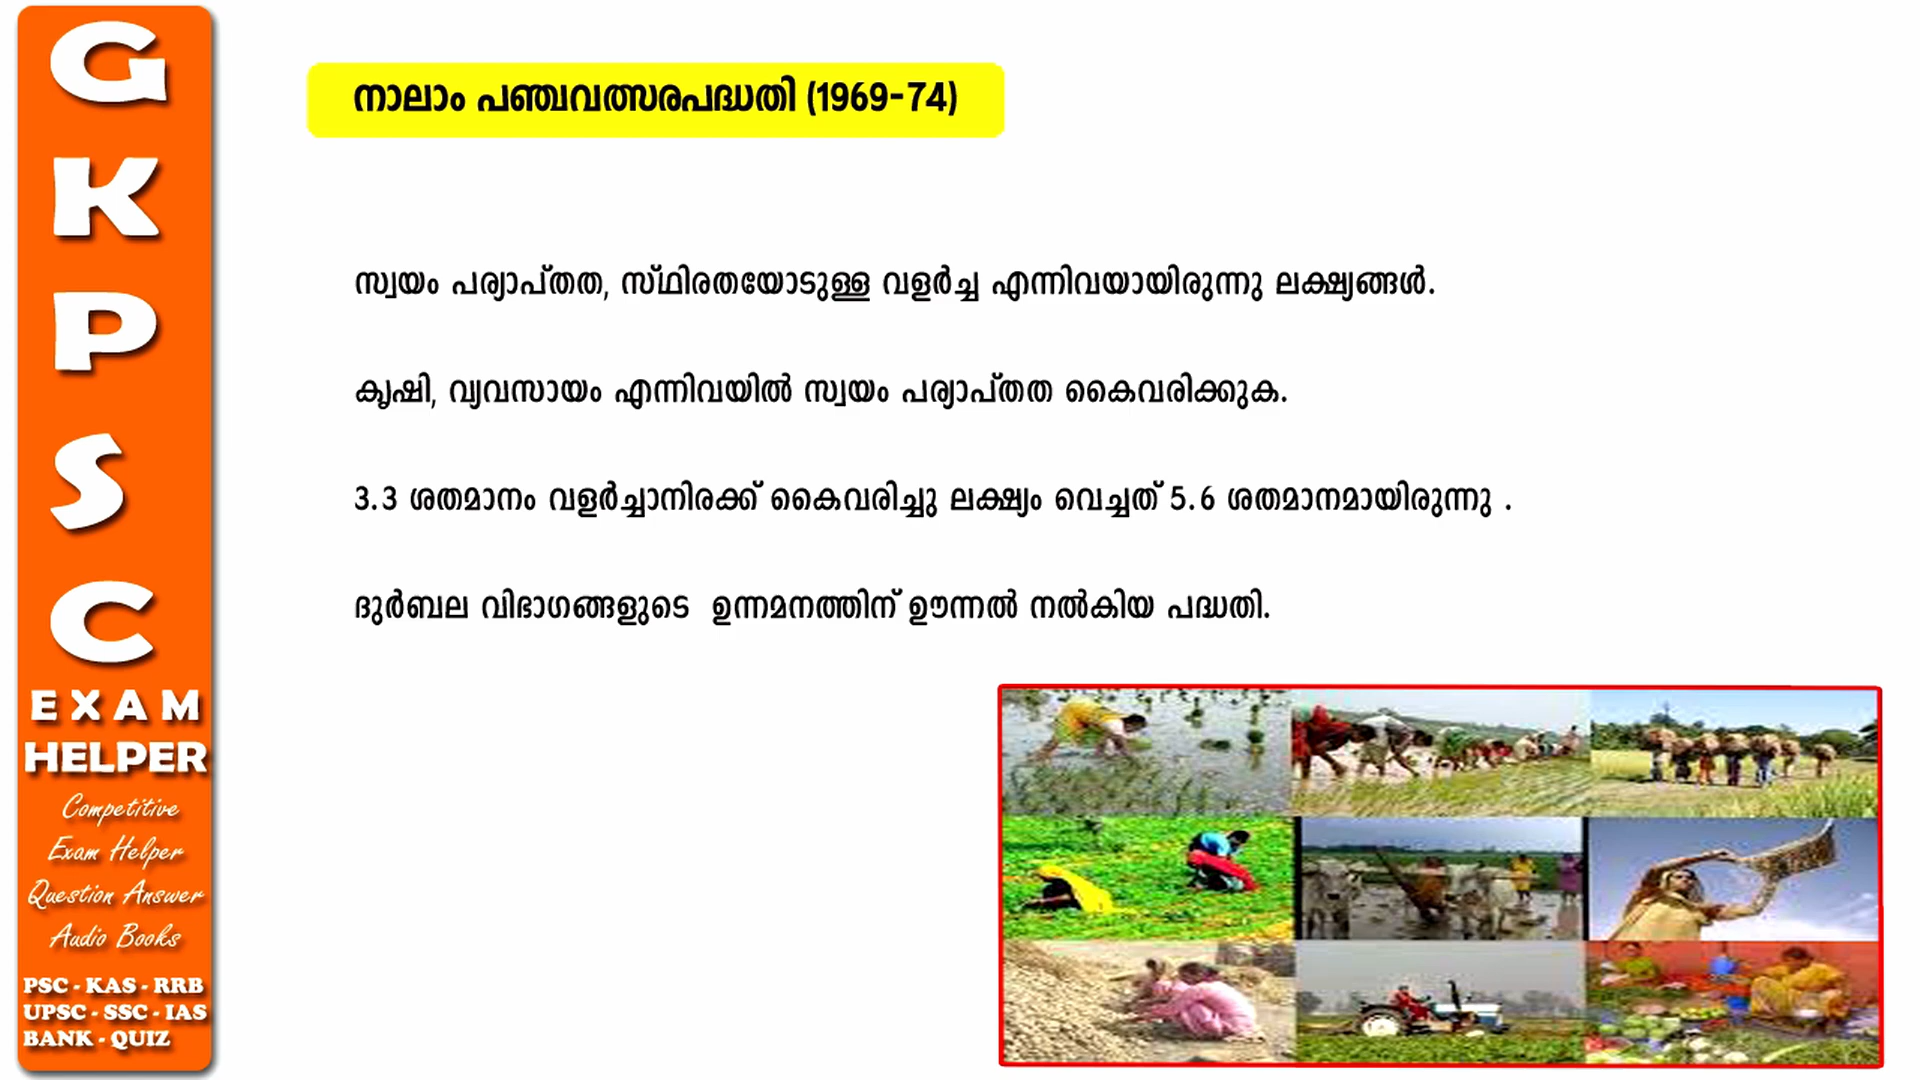 G
K
P
S
C
EXAM
HELPER
Competitive
Exam Helper
Question Answer
Audio Books
PSC - KAS - RRB
UPSC - SSC - IAS
BANK - QUIZ
നാലാം പഞ്ചവത്സരപദ്ധതി (1969-74)
സ്വയം പര്യാപ്തത, സ്ഥിരതയോടുള്ള വളർച്ച എന്നിവയായിരുന്നു ലക്ഷ്യങ്ങൾ.
കൃഷി, വ്യവസായം എന്നിവയിൽ സ്വയം പര്യാപ്തത കൈവരിക്കുക.
3.3 ശതമാനം വളർച്ചാനിരക്ക് കൈവരിച്ചു ലക്ഷ്യം വെച്ചത് 5.6 ശതമാനമായിരുന്നു .
ദുർബല വിഭാഗങ്ങളുടെ ഉന്നമനത്തിന് ഊന്നൽ നൽകിയ പദ്ധതി.